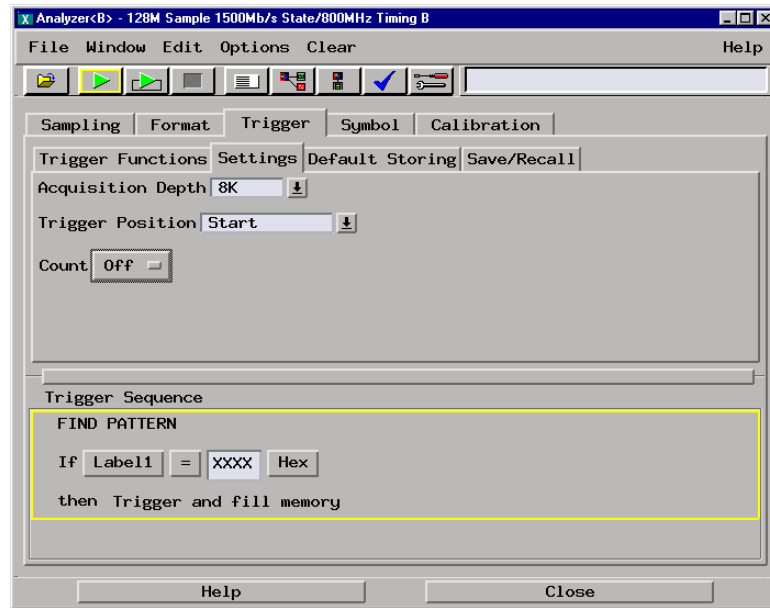 Analyzer<B> - 128M Sample 1500Mb/s State/800MHz Timing B
File Window Edit Options Clear Help
Sampling Format Trigger Symbol Calibration
Trigger Functions Settings Default Storing Save/Recall
Acquisition Depth 8K
Trigger Position Start
Count Off
Trigger Sequence
FIND PATTERN
If Label1 = XXXX Hex
then Trigger and fill memory
Help Close